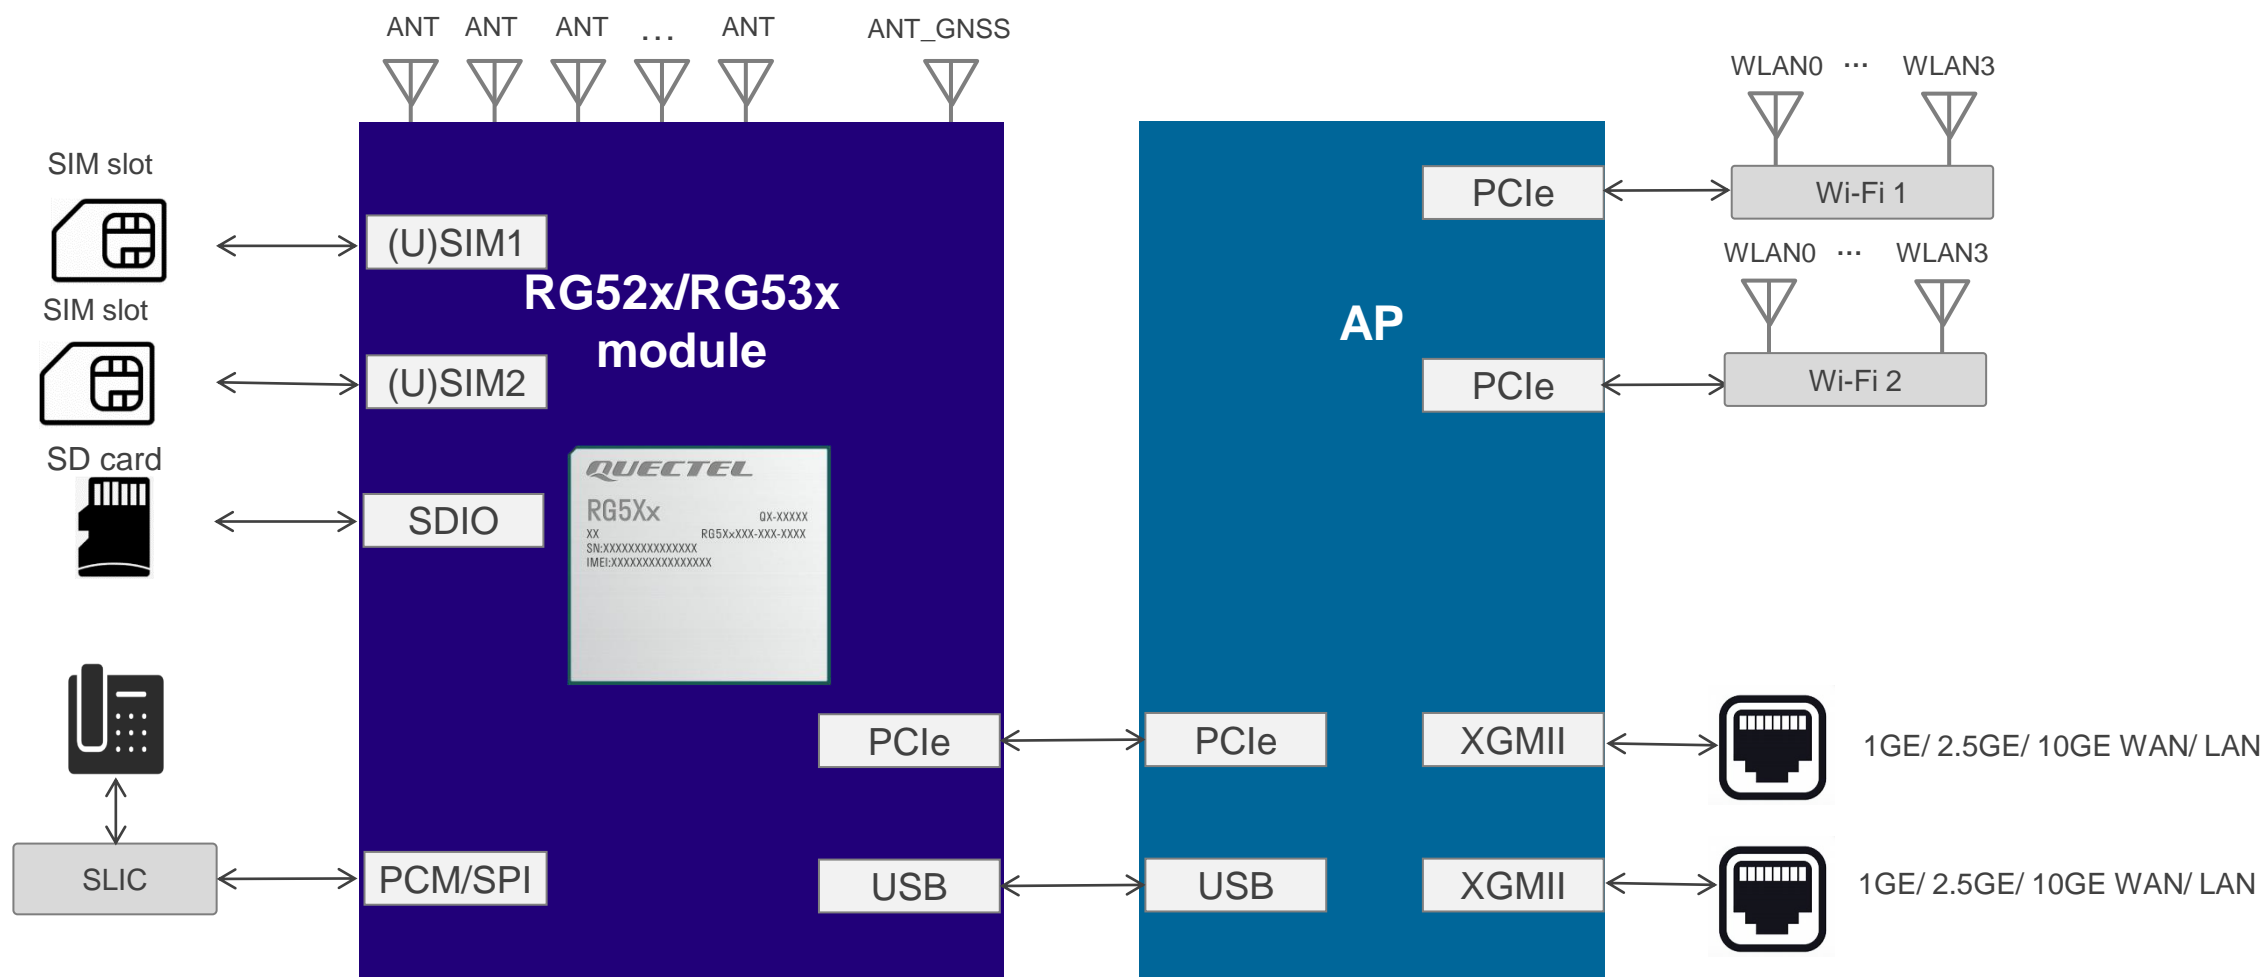 ANT ANT ANT ... ANT ANT_GNSS
WLAN0 ... WLAN3
SIM slot
PCIe
Wi-Fi 1
(U)SIM1
WLAN0 ... WLAN3
RG52x/RG53x
module
SIM slot
AP
(U)SIM2
PCIe
Wi-Fi 2
SD card
SDIO
QUECTEL
RG5Xx
QX-XXXXX
XX RG5XxXXX-XXX-XXXX
SN:XXXXXXXXXXXXXXX
IMEI:XXXXXXXXXXXXXXXX
PCIe
PCIe
XGMII
1GE/ 2.5GE/ 10GE WAN/ LAN
SLIC
PCM/SPI
USB
USB
XGMII
1GE/ 2.5GE/ 10GE WAN/ LAN